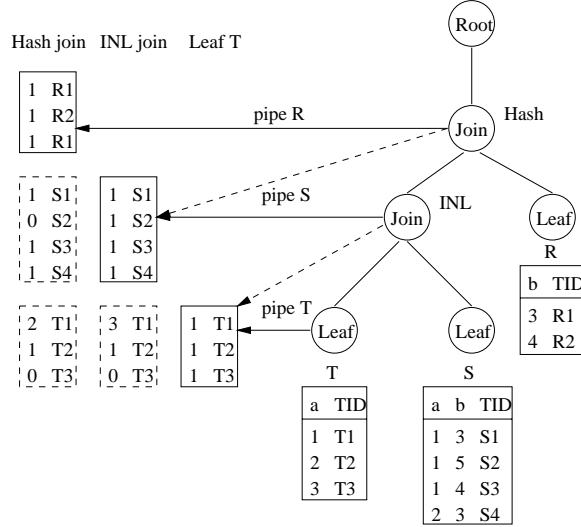 Root
Hash join INL join Leaf T
1 R1
1 R2
1 R1
pipe R
Join
Hash
1 S1
0 S2
1 S3
1 S4
1 S1
1 S2
1 S3
1 S4
pipe S
Join
INL
Leaf
R
b TID
3 R1
4 R2
2 T1
1 T2
0 T3
3 T1
1 T2
0 T3
1 T1
1 T2
1 T3
pipe T
Leaf
Leaf
T
S
a TID
1 T1
2 T2
3 T3
a b TID
1 3 S1
1 5 S2
1 4 S3
2 3 S4